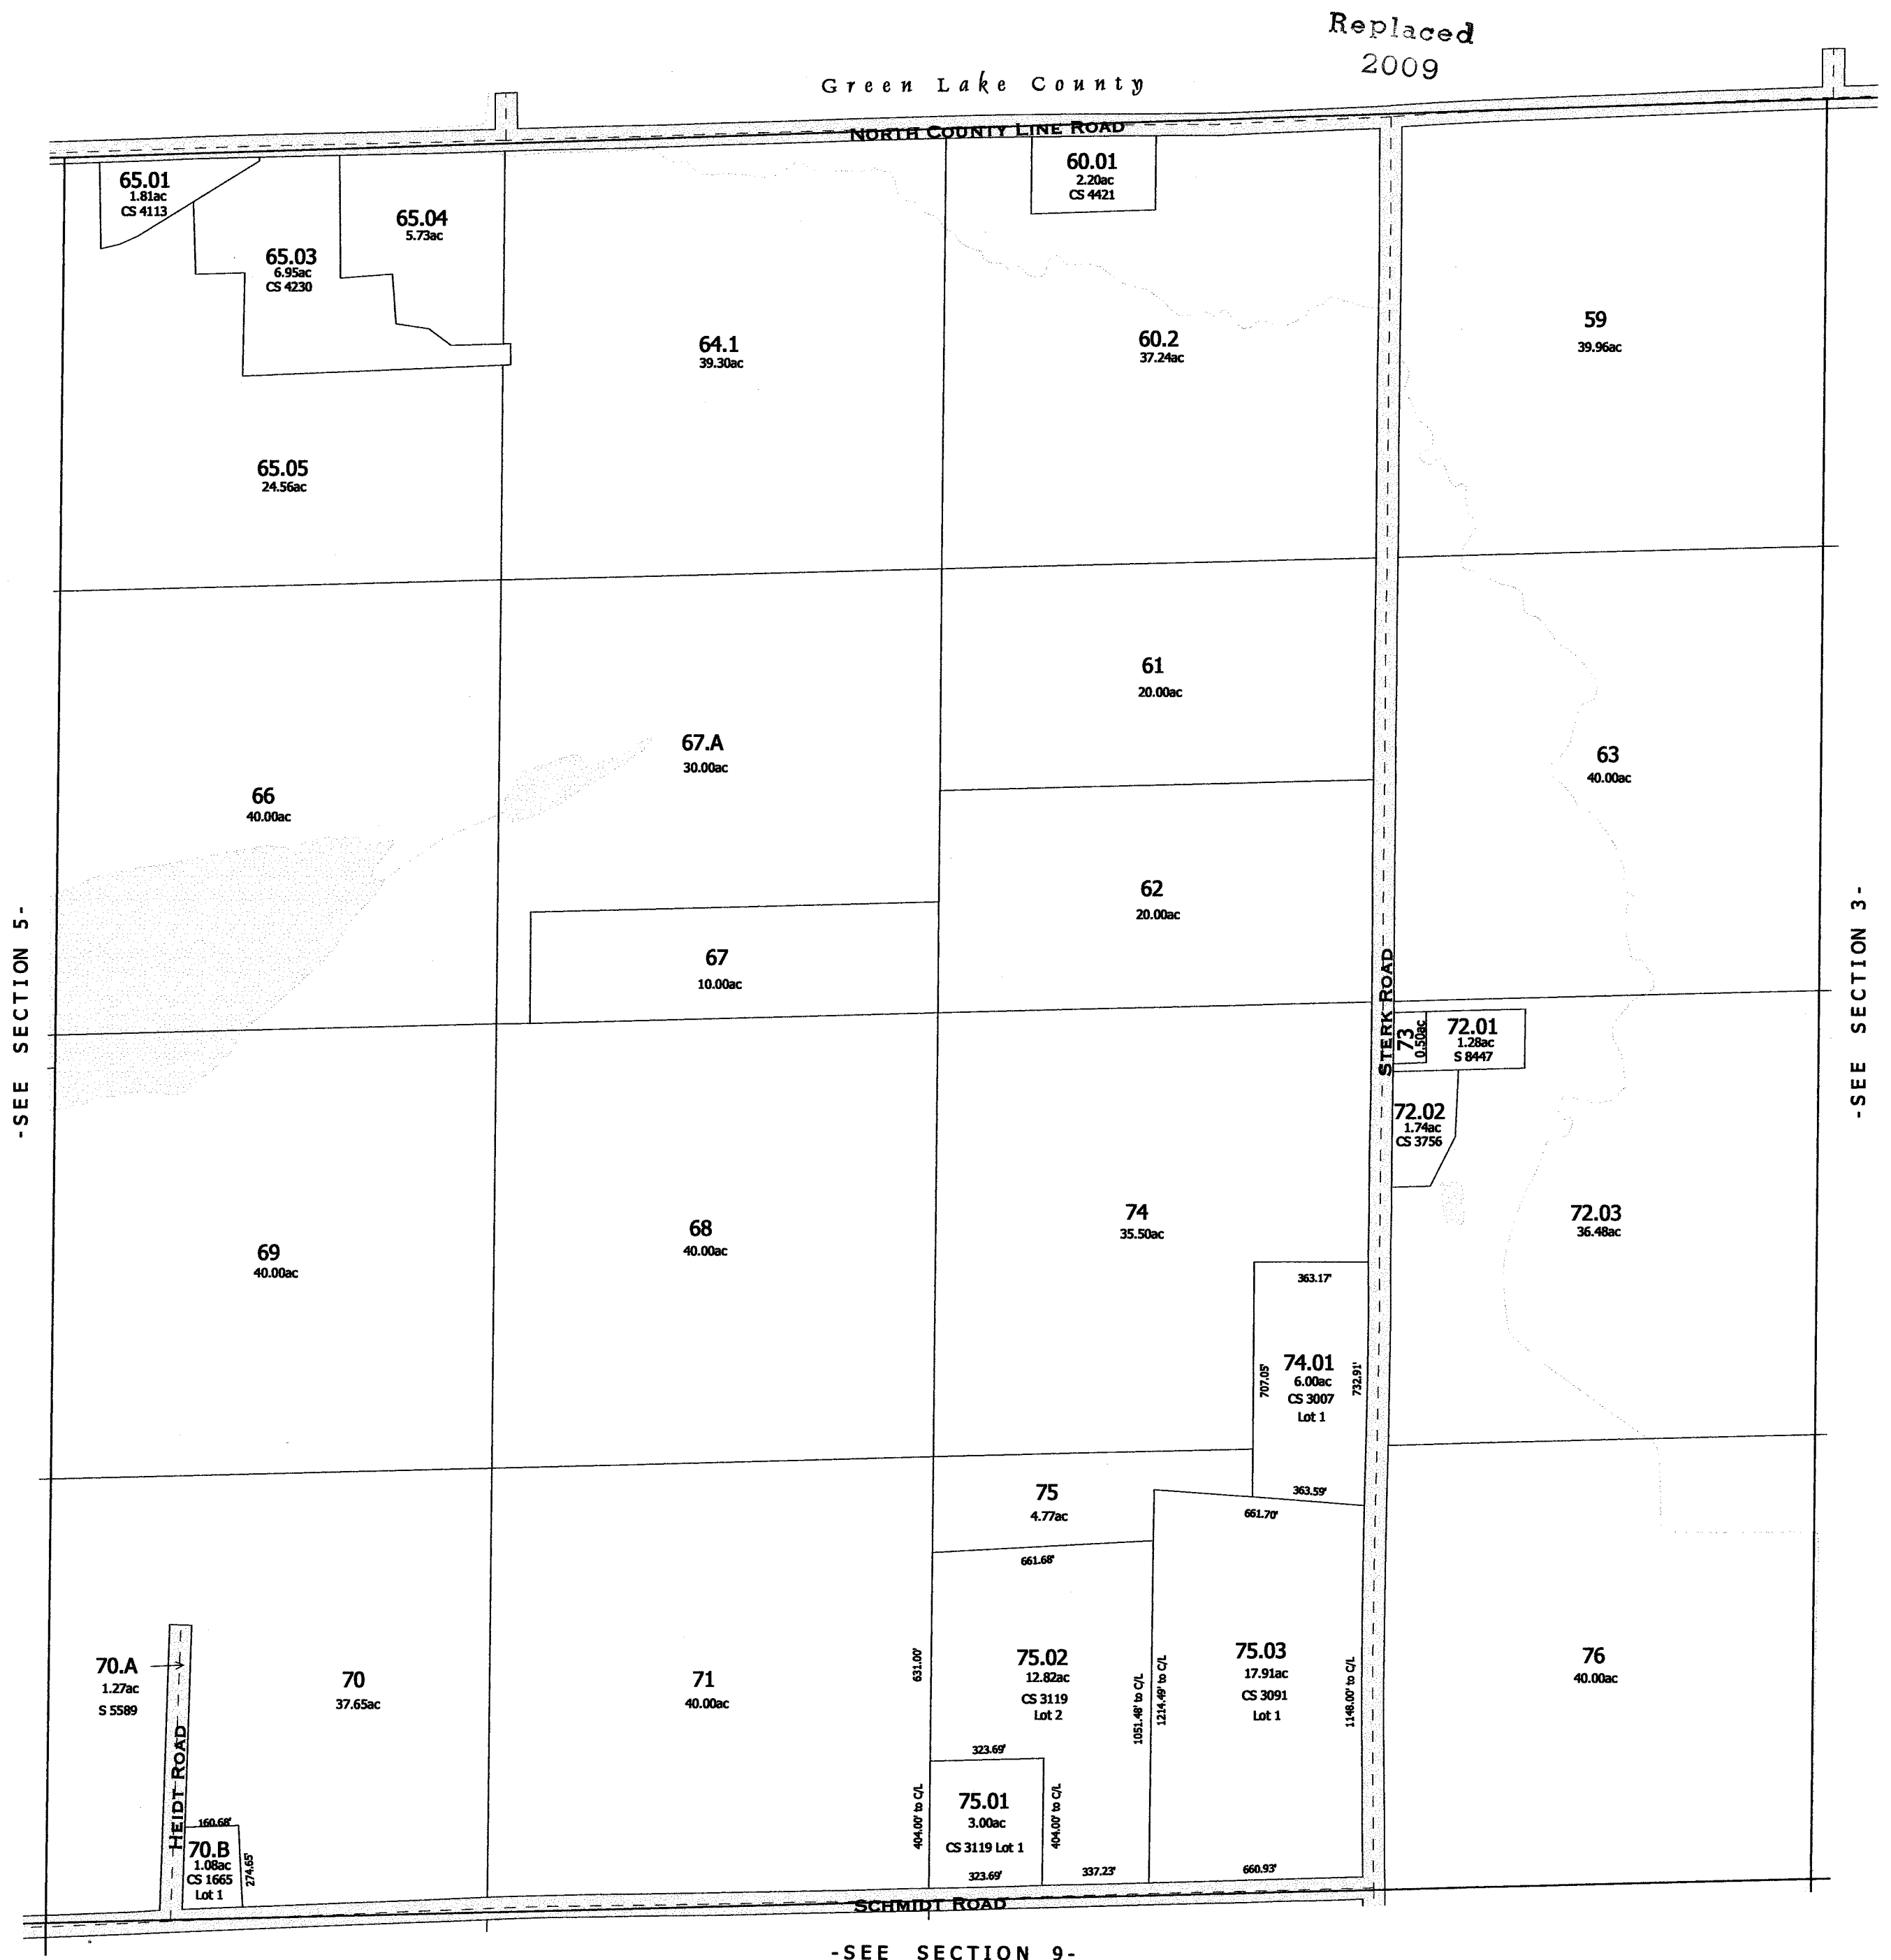 Replaced
2009
Green Lake County
NORTH COUNTY LINE ROAD
65.01
1.81ac
CS 4113
65.03
6.95ac
CS 4230
65.04
5.73ac
60.01
2.20ac
CS 4421
64.1
39.30ac
60.2
37.24ac
59
39.96ac
65.05
24.56ac
61
20.00ac
67.A
30.00ac
63
40.00ac
66
40.00ac
62
20.00ac
67
10.00ac
-SEE SECTION 5-
-SEE SECTION 3-
STERK ROAD
73
0.50ac
72.01
1.28ac
S 8447
72.02
1.74ac
CS 3756
69
40.00ac
68
40.00ac
74
35.50ac
72.03
36.48ac
363.17'
707.05'
74.01
6.00ac
CS 3007
Lot 1
732.91'
363.59'
661.70'
75
4.77ac
661.68'
70.A
1.27ac
S 5589
70
37.65ac
71
40.00ac
631.00'
75.02
12.82ac
CS 3119
Lot 2
1051.48' to C/L
1214.49' to C/L
75.03
17.91ac
CS 3091
Lot 1
1148.00' to C/L
76
40.00ac
HEIDT ROAD
160.68'
70.B
1.08ac
CS 1665
Lot 1
274.65'
323.69'
404.00' to C/L
75.01
3.00ac
CS 3119 Lot 1
404.00' to C/L
323.69'
337.23'
660.93'
SCHMIDT ROAD
-SEE SECTION 9-